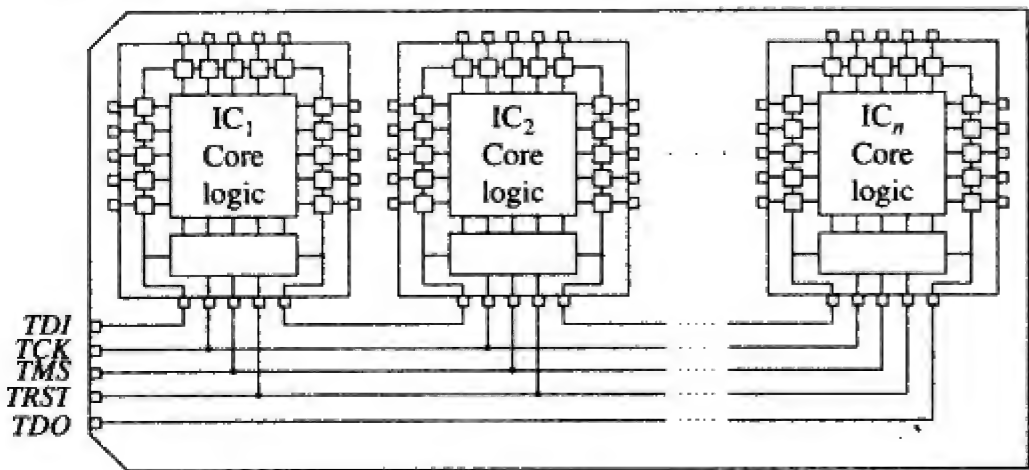 IC₁
Core
logic
IC₂
Core
logic
ICₙ
Core
logic
TDI
TCK
TMS
TRST
TDO